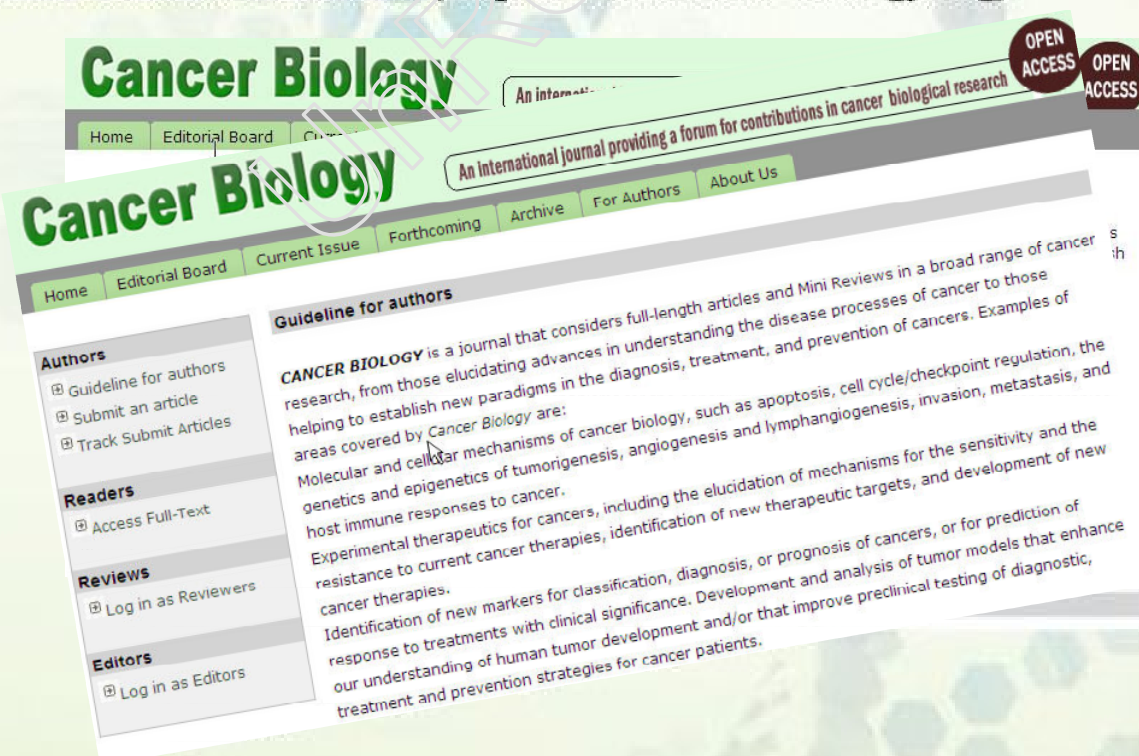 Cancer Biology
OPEN
ACCESS
Home Editorial Board
Cancer Biology
An international journal providing a forum for contributions in cancer biological research
OPEN
ACCESS
Home Editorial Board Current Issue Forthcoming Archive For Authors About Us
Authors
Guideline for authors
Submit an article
Track Submit Articles
Readers
Access Full-Text
Reviews
Log in as Reviewers
Editors
Log in as Editors
Guideline for authors
CANCER BIOLOGY is a journal that considers full-length articles and Mini Reviews in a broad range of cancer
research, from those elucidating advances in understanding the disease processes of cancer to those
helping to establish new paradigms in the diagnosis, treatment, and prevention of cancers. Examples of
areas covered by Cancer Biology are:
Molecular and cellular mechanisms of cancer biology, such as apoptosis, cell cycle/checkpoint regulation, the
genetics and epigenetics of tumorigenesis, angiogenesis and lymphangiogenesis, invasion, metastasis, and
host immune responses to cancer.
Experimental therapeutics for cancers, including the elucidation of mechanisms for the sensitivity and the
resistance to current cancer therapies, identification of new therapeutic targets, and development of new
cancer therapies.
Identification of new markers for classification, diagnosis, or prognosis of cancers, or for prediction of
response to treatments with clinical significance. Development and analysis of tumor models that enhance
our understanding of human tumor development and/or that improve preclinical testing of diagnostic,
treatment and prevention strategies for cancer patients.